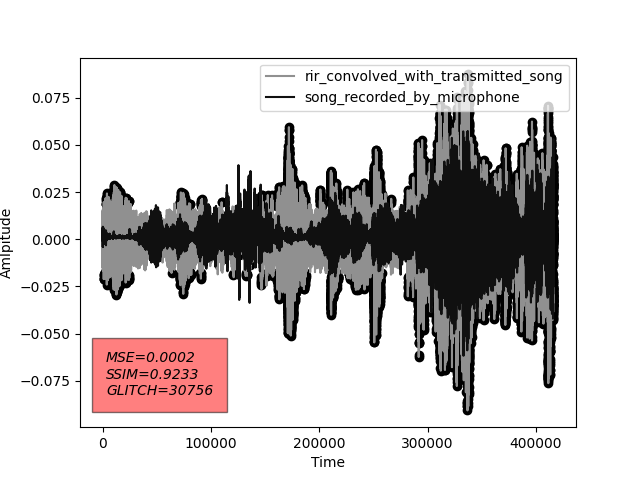 rir_convolved_with_transmitted_song
song_recorded_by_microphone
0.075
0.050
0.025
0.000
−0.025
−0.050
−0.075
Amlpitude
MSE=0.0002
SSIM=0.9233
GLITCH=30756
0
100000
200000
300000
400000
Time